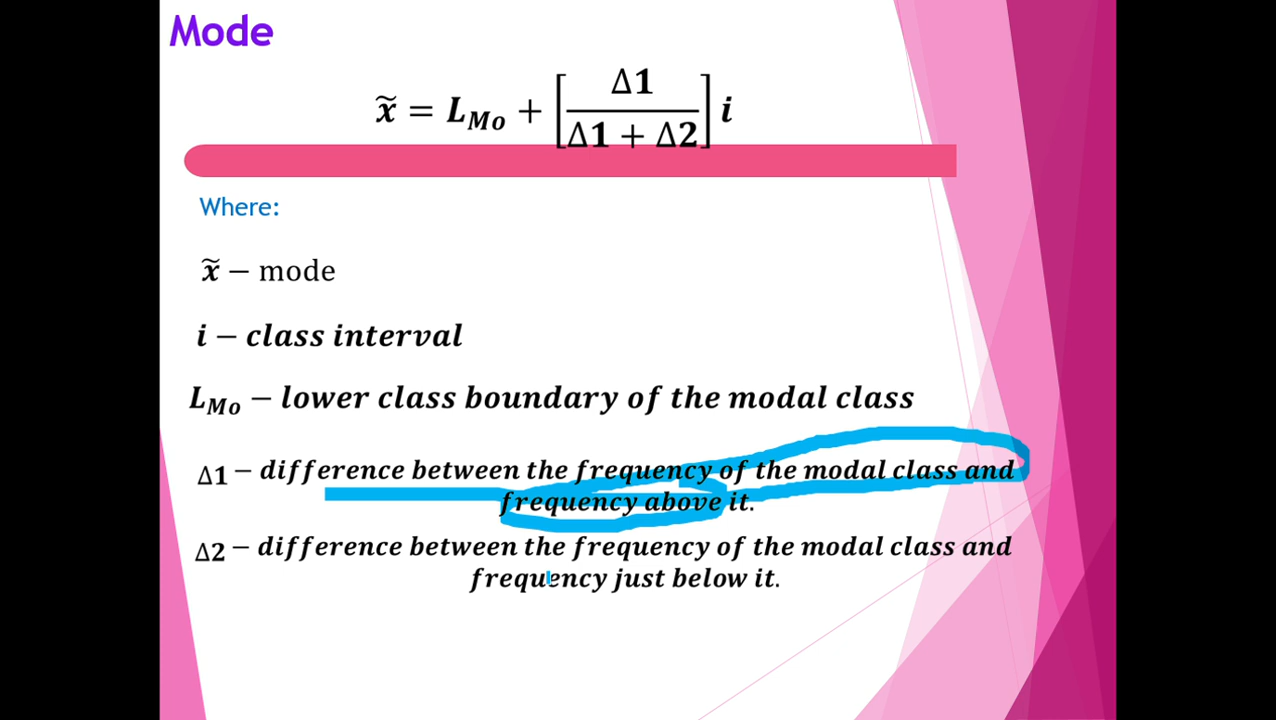 Mode
x̃ = L_Mo + [Δ1 / (Δ1 + Δ2)] i
Where:
x̃ − mode
i − class interval
L_Mo − lower class boundary of the modal class
Δ1 − difference between the frequency of the modal class and
frequency above it.
Δ2 − difference between the frequency of the modal class and
frequency just below it.